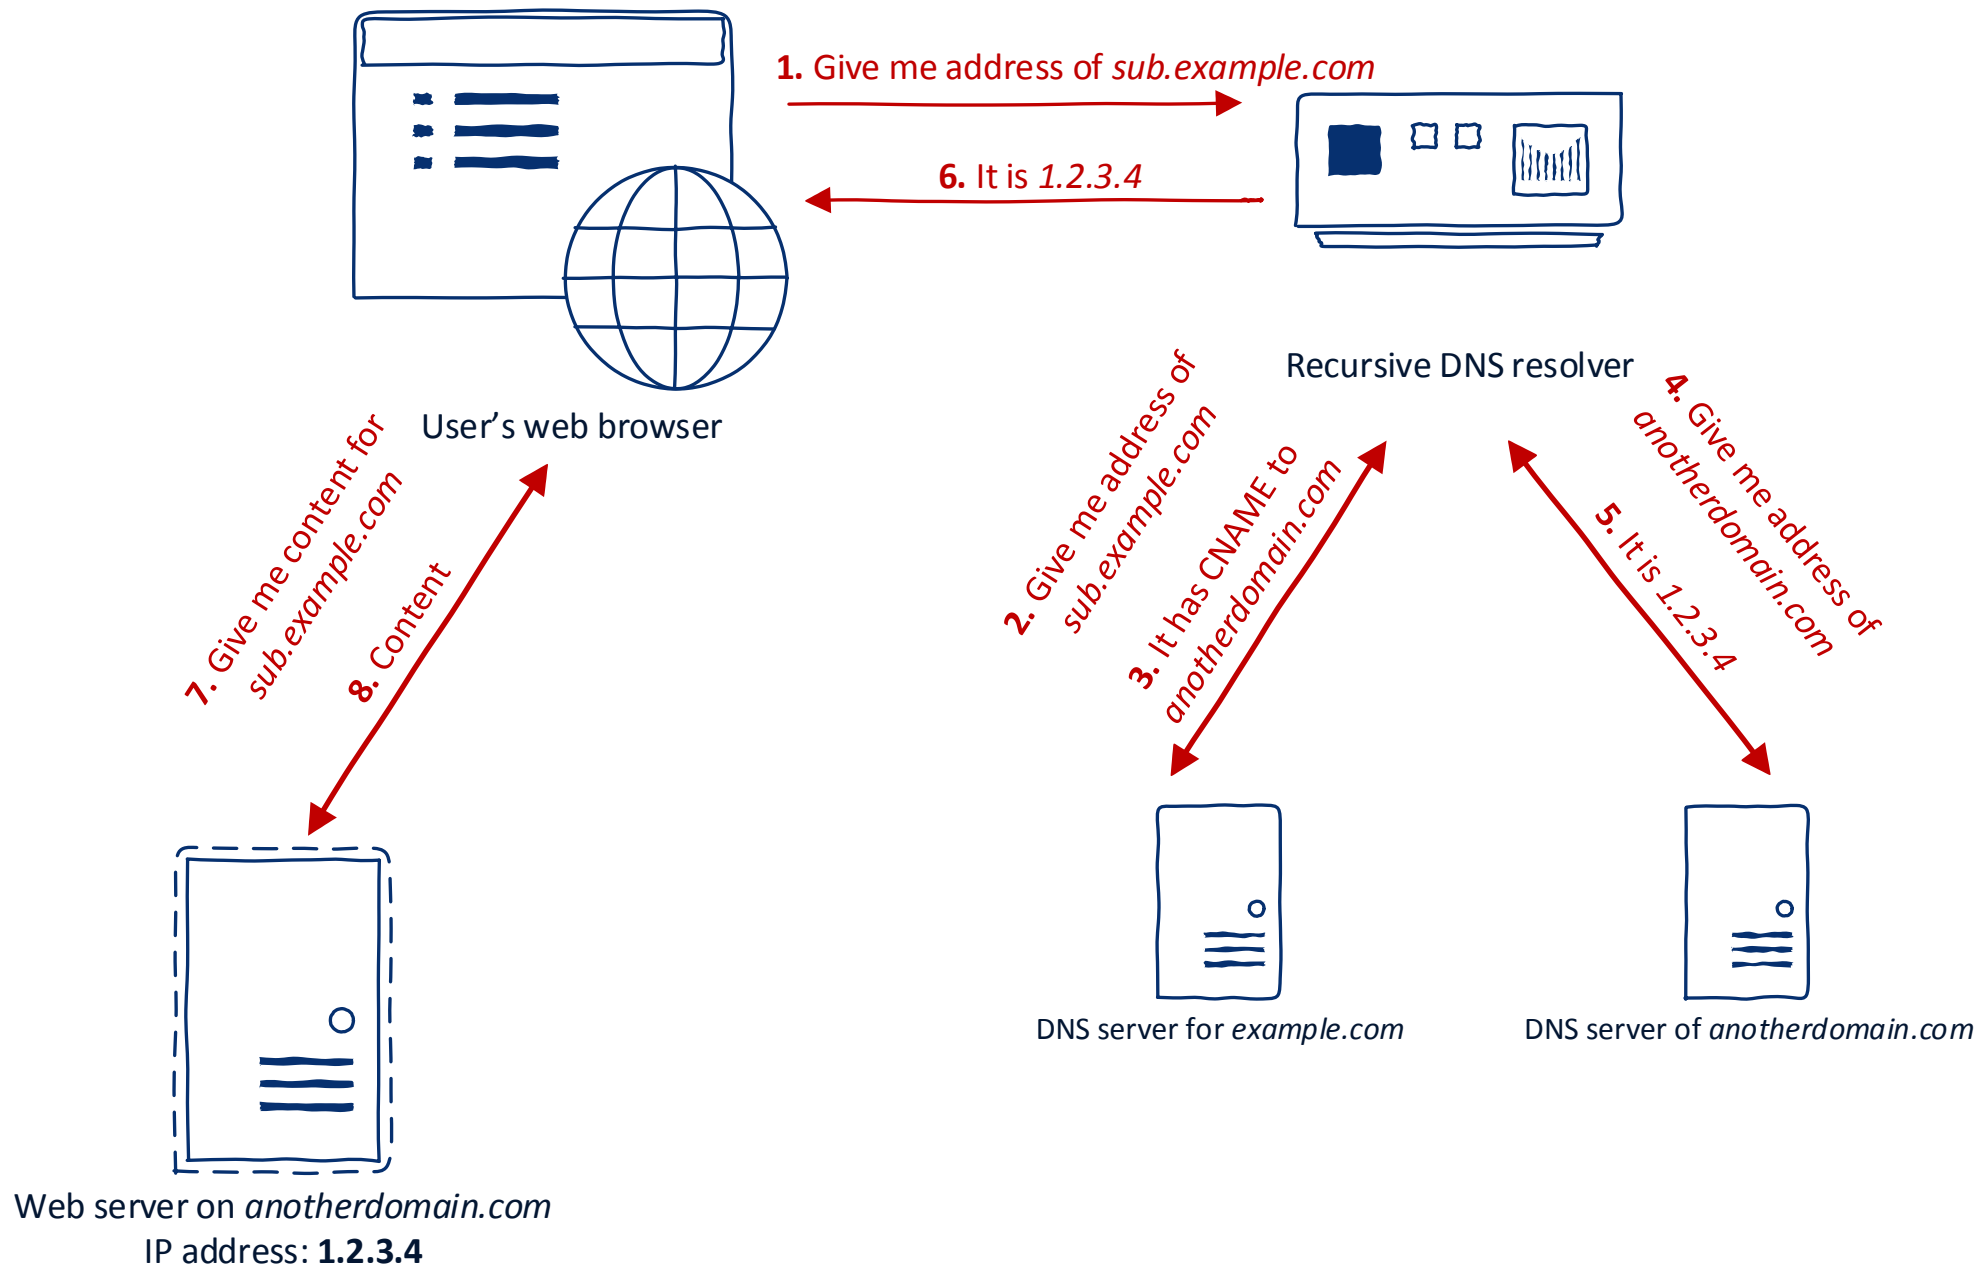 1. Give me address of sub.example.com
6. It is 1.2.3.4
Recursive DNS resolver
User's web browser
2. Give me address of
sub.example.com
3. It has CNAME to
anotherdomain.com
4. Give me address of
anotherdomain.com
5. It is 1.2.3.4
7. Give me content for
sub.example.com
8. Content
DNS server for example.com
DNS server of anotherdomain.com
Web server on anotherdomain.com
IP address: 1.2.3.4